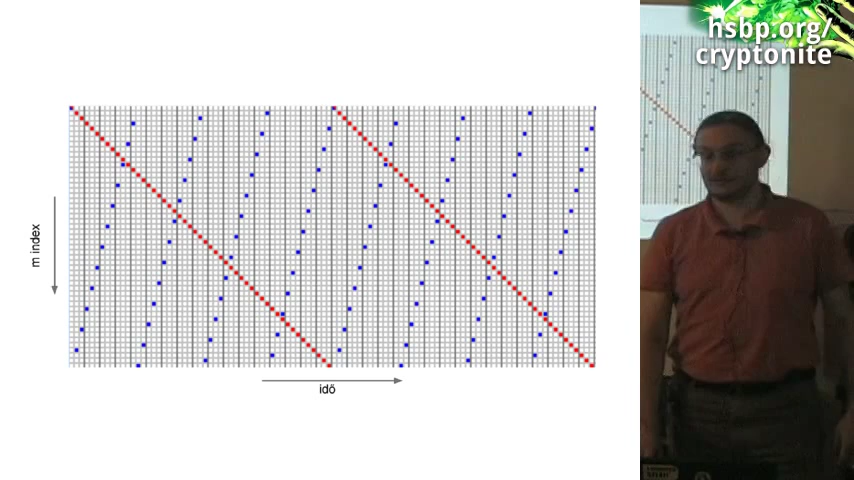 hsbp.org/
cryptonite
m index
idő